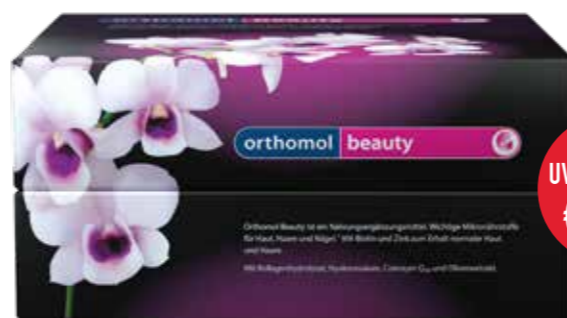 orthomol beauty
UV
Orthomol Beauty ist ein Nahrungsergänzungsmittel. Wichtige Mikronährstoffe
für Haut, Haare und Nägel. Mit Biotin und Zink zum Erhalt normaler Haut
und Haare.
Mit Kollagenhydrolysat, Hyaluronsäure, Coenzym Q10 und Olivenextrakt.